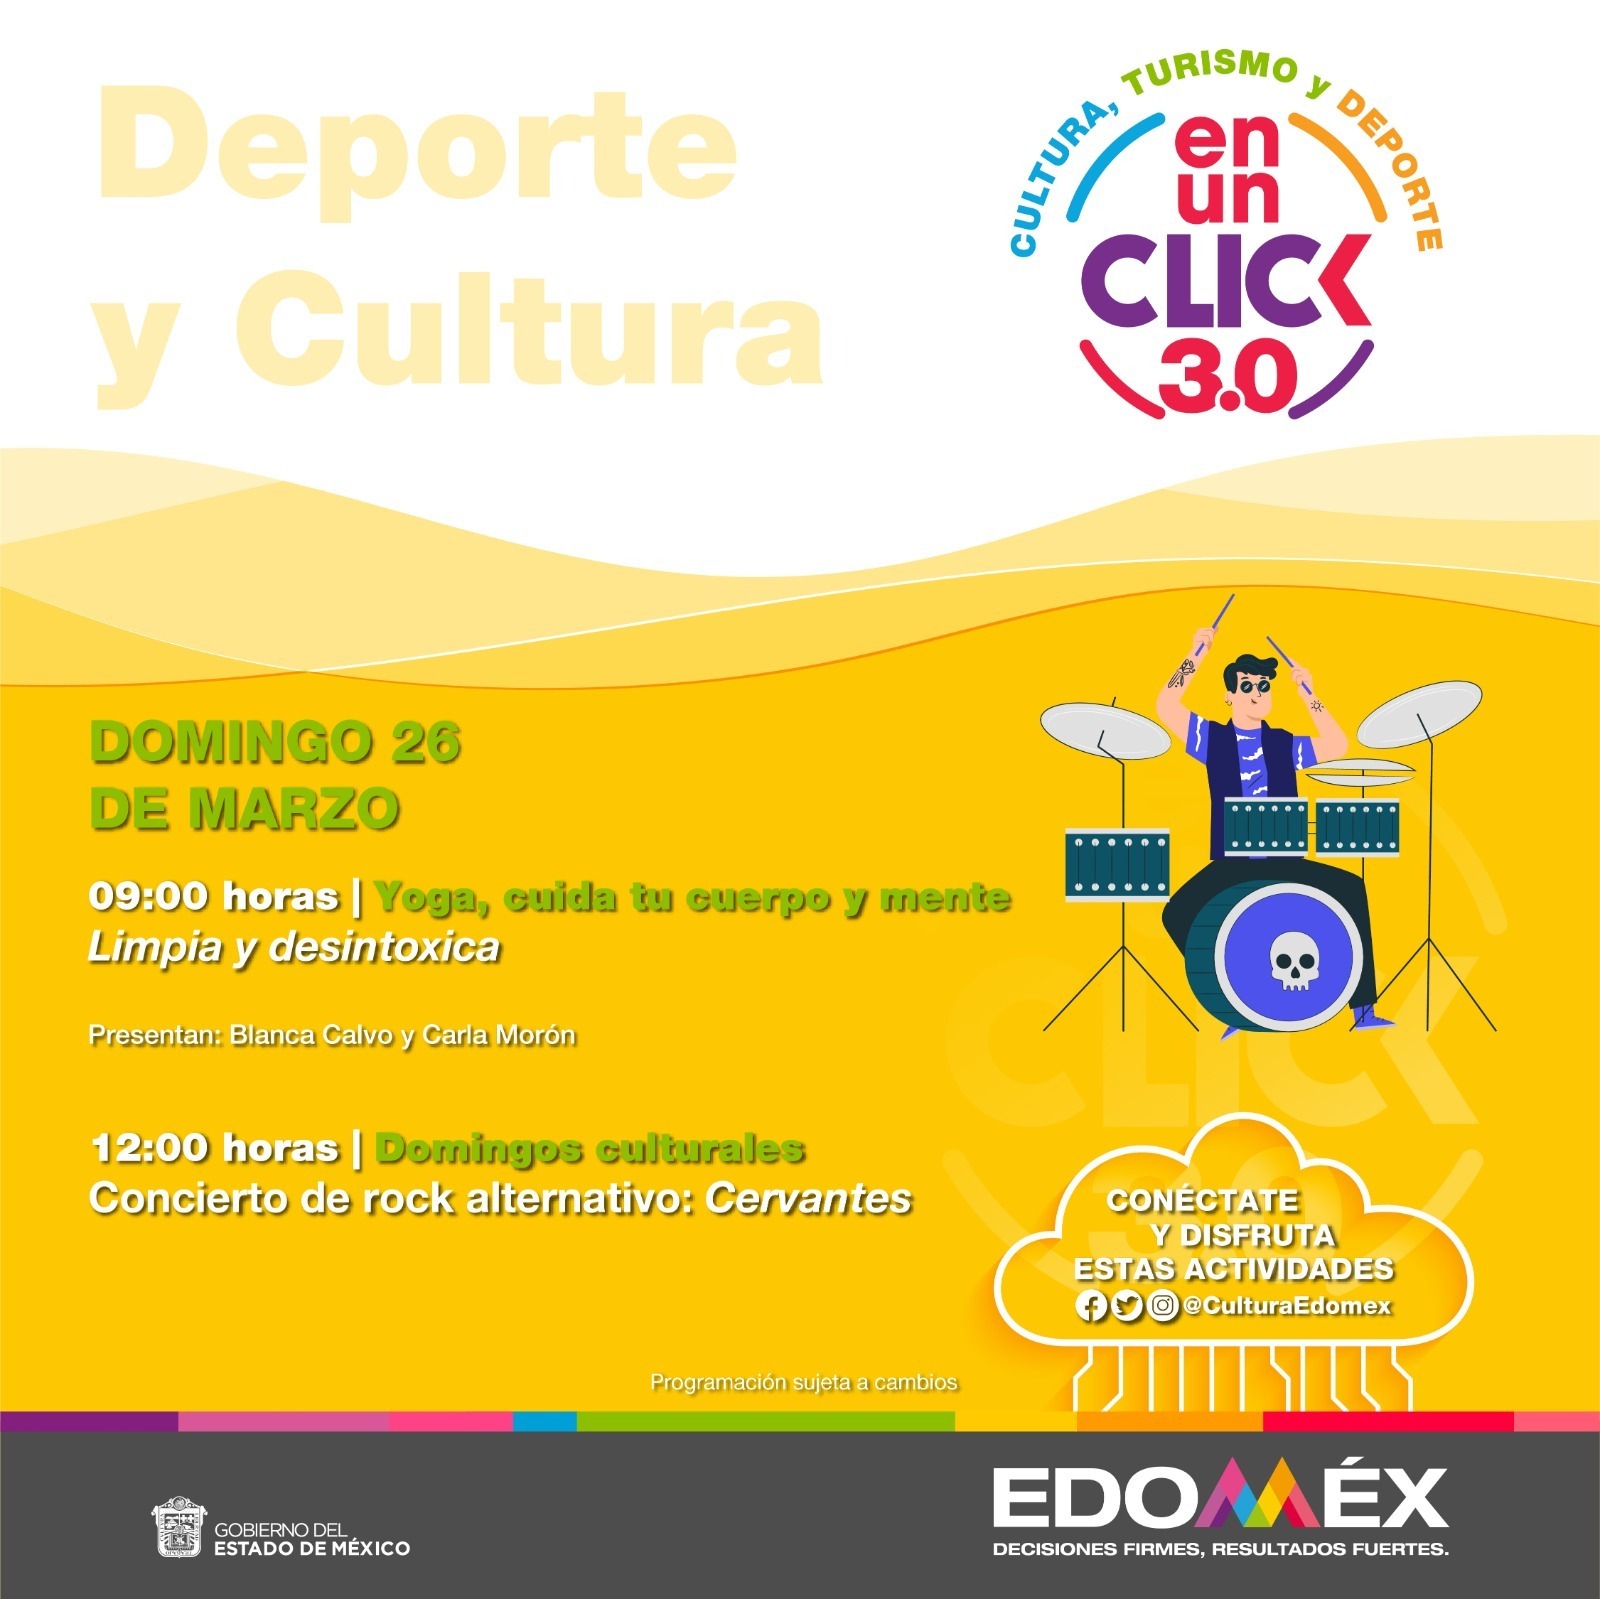 Deporte
y Cultura
CULTURA, TURISMO y DEPORTE
en
un
CLICK
3.0
DOMINGO 26
DE MARZO
09:00 horas | Yoga, cuida tu cuerpo y mente
Limpia y desintoxica
Presentan: Blanca Calvo y Carla Morón
12:00 horas | Domingos culturales
Concierto de rock alternativo: Cervantes
CLICK
3.0
CONÉCTATE
Y DISFRUTA
ESTAS ACTIVIDADES
@CulturaEdomex
Programación sujeta a cambios
GOBIERNO DEL
ESTADO DE MÉXICO
EDOMÉX
DECISIONES FIRMES, RESULTADOS FUERTES.